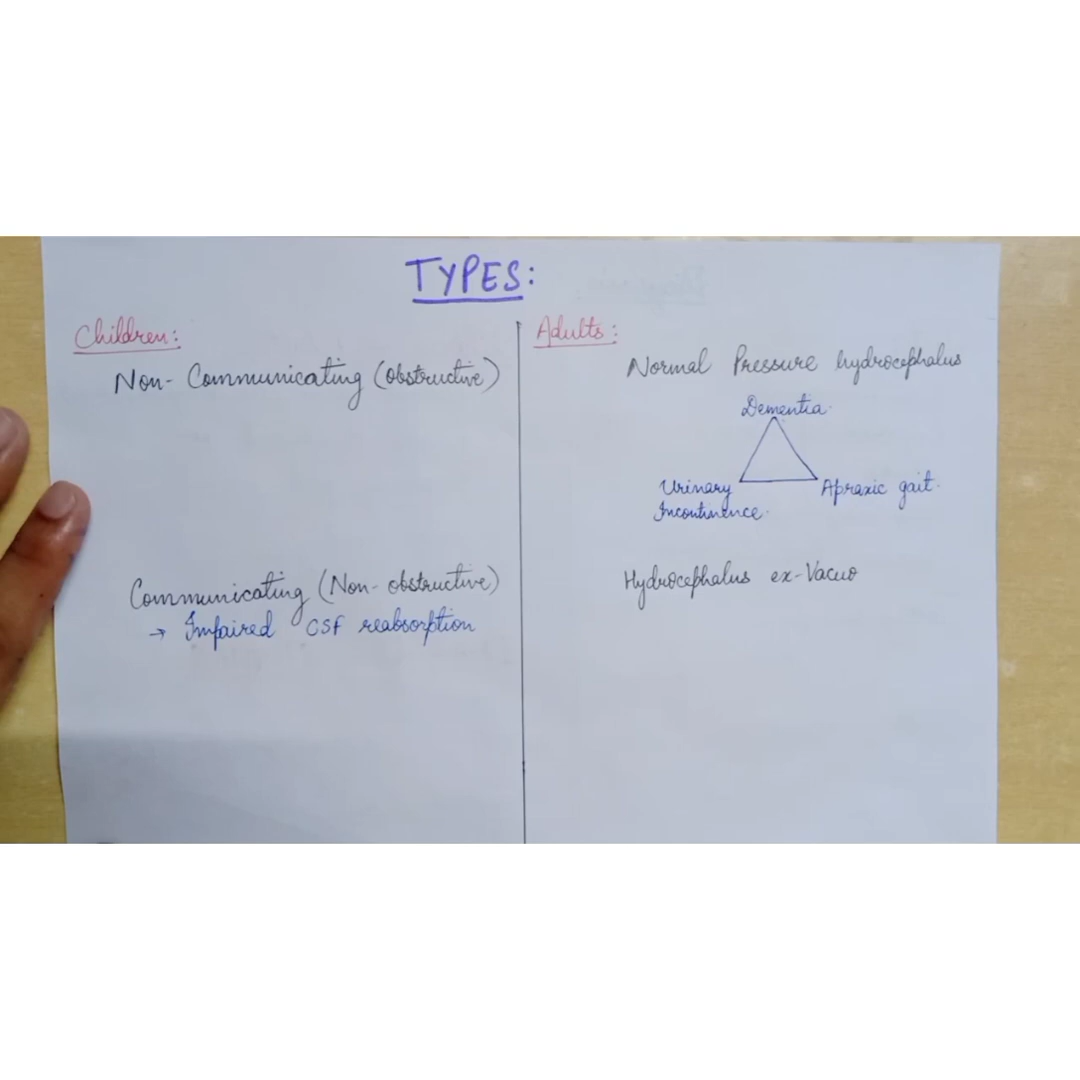 TYPES:
Children:
Non-Communicating (obstructive)
Communicating (Non-obstructive)
→ Impaired CSF reabsorption
Adults:
Normal Pressure hydrocephalus
Dementia.
Urinary
Incontinence.
Apraxic gait.
Hydrocephalus ex-Vacuo